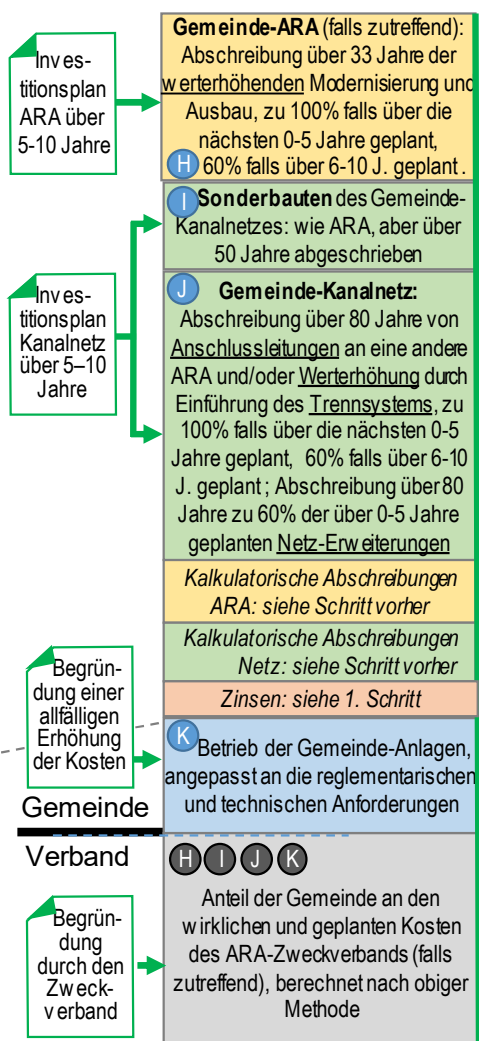 Inves-
titionsplan
ARA über
5-10 Jahre
Gemeinde-ARA (falls zutreffend):
Abschreibung über 33 Jahre der
werterhöhenden Modernisierung und
Ausbau, zu 100% falls über die
nächsten 0-5 Jahre geplant,
H 60% falls über 6-10 J. geplant .
I Sonderbauten des Gemeinde-
Kanalnetzes: wie ARA, aber über
50 Jahre abgeschrieben
Inves-
titionsplan
Kanalnetz
über 5–10
Jahre
J Gemeinde-Kanalnetz:
Abschreibung über 80 Jahre von
Anschlussleitungen an eine andere
ARA und/oder Werterhöhung durch
Einführung des Trennsystems, zu
100% falls über die nächsten 0-5
Jahre geplant, 60% falls über 6-10
J. geplant ; Abschreibung über 80
Jahre zu 60% der über 0-5 Jahre
geplanten Netz-Erweiterungen
Kalkulatorische Abschreibungen
ARA: siehe Schritt vorher
Kalkulatorische Abschreibungen
Netz: siehe Schritt vorher
Zinsen: siehe 1. Schritt
Begrün-
dung einer
allfälligen
Erhöhung
der Kosten
K Betrieb der Gemeinde-Anlagen,
angepasst an die reglementarischen
und technischen Anforderungen
Gemeinde
Verband
H I J K
Begrün-
dung
durch den
Zweck-
verband
Anteil der Gemeinde an den
wirklichen und geplanten Kosten
des ARA-Zweckverbands (falls
zutreffend), berechnet nach obiger
Methode